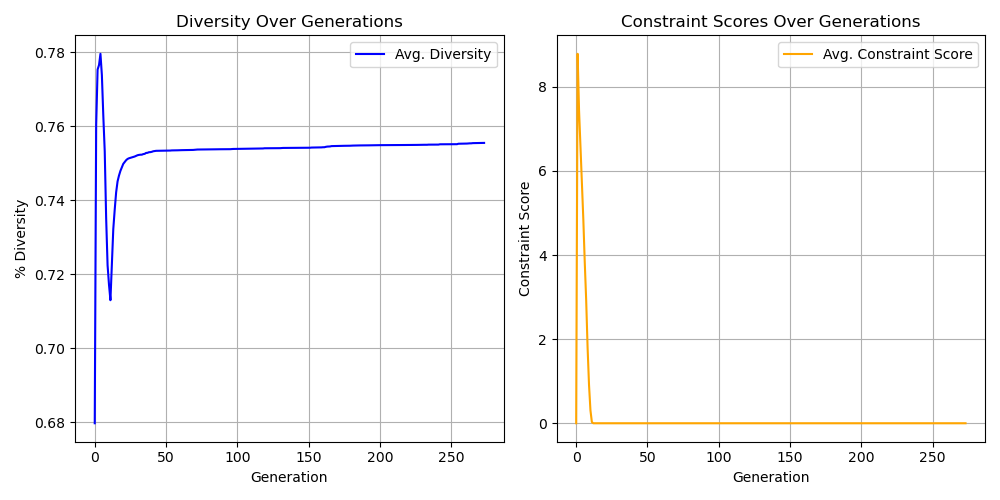 Diversity Over Generations
Avg. Diversity
0.78
0.76
0.74
0.72
0.70
0.68
% Diversity
0 50 100 150 200 250
Generation
Constraint Scores Over Generations
Avg. Constraint Score
8
6
4
2
0
Constraint Score
0 50 100 150 200 250
Generation